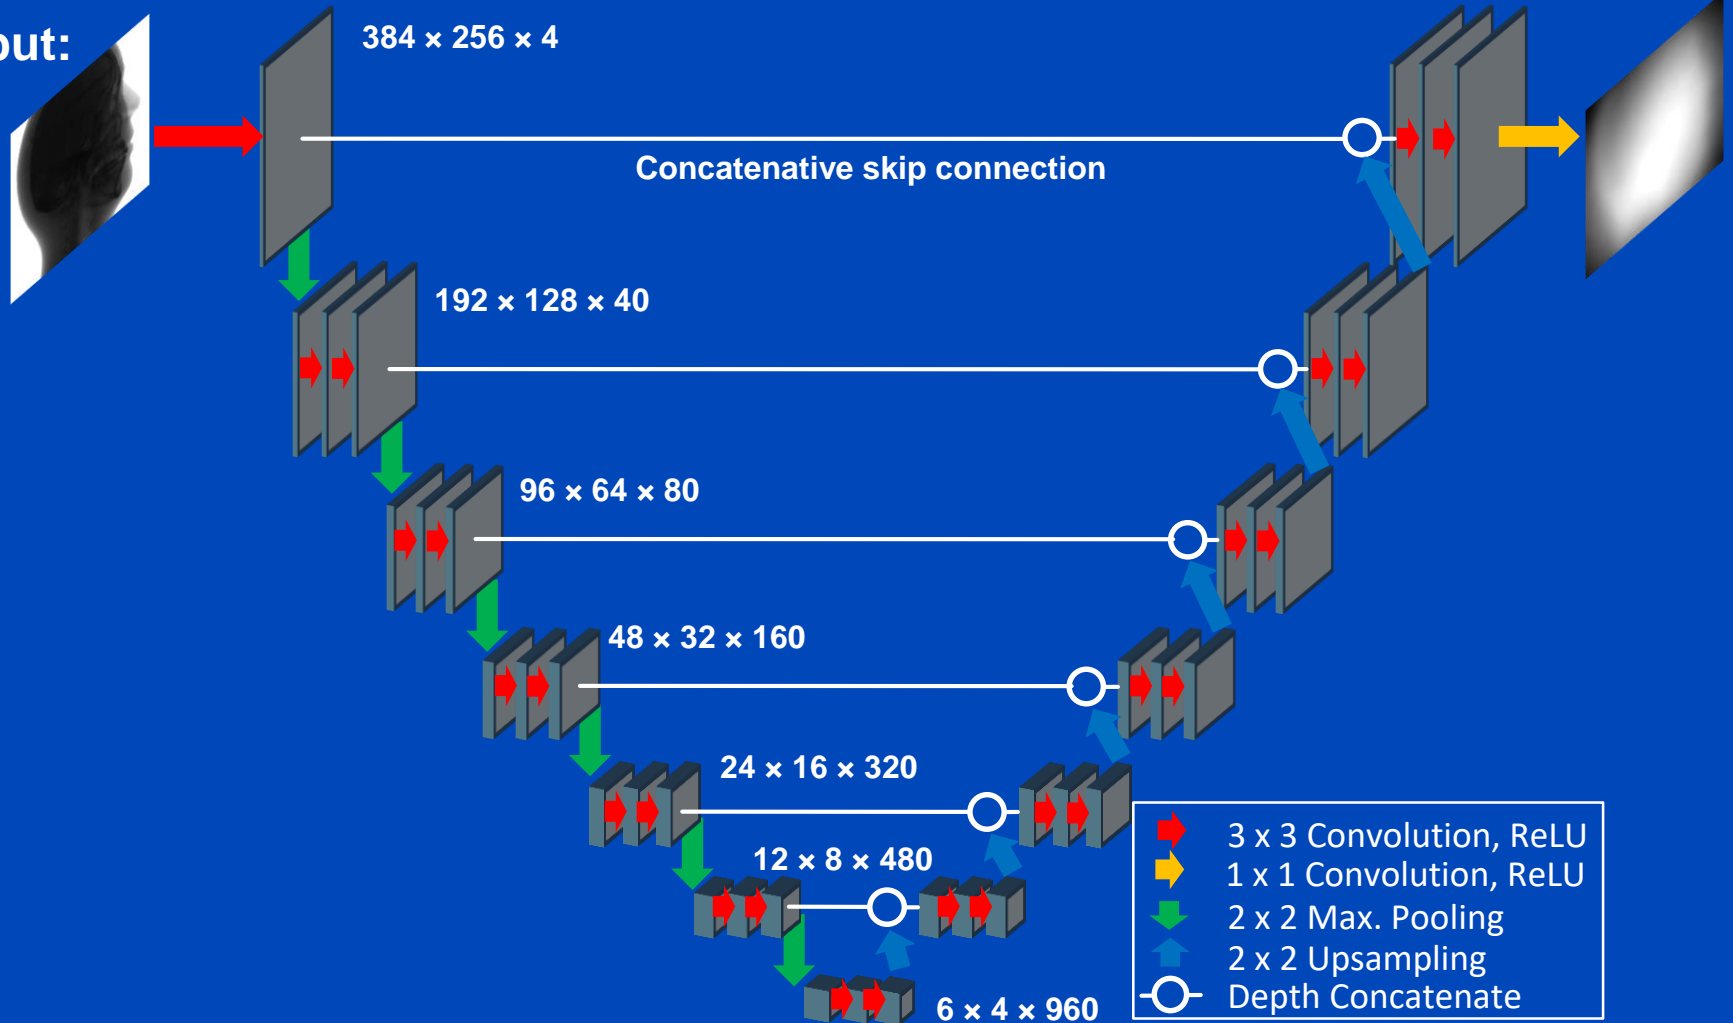 384 × 256 × 4
Concatenative skip connection
192 × 128 × 40
96 × 64 × 80
48 × 32 × 160
24 × 16 × 320
12 × 8 × 480
6 × 4 × 960
3 x 3 Convolution, ReLU
1 x 1 Convolution, ReLU
2 x 2 Max. Pooling
2 x 2 Upsampling
Depth Concatenate